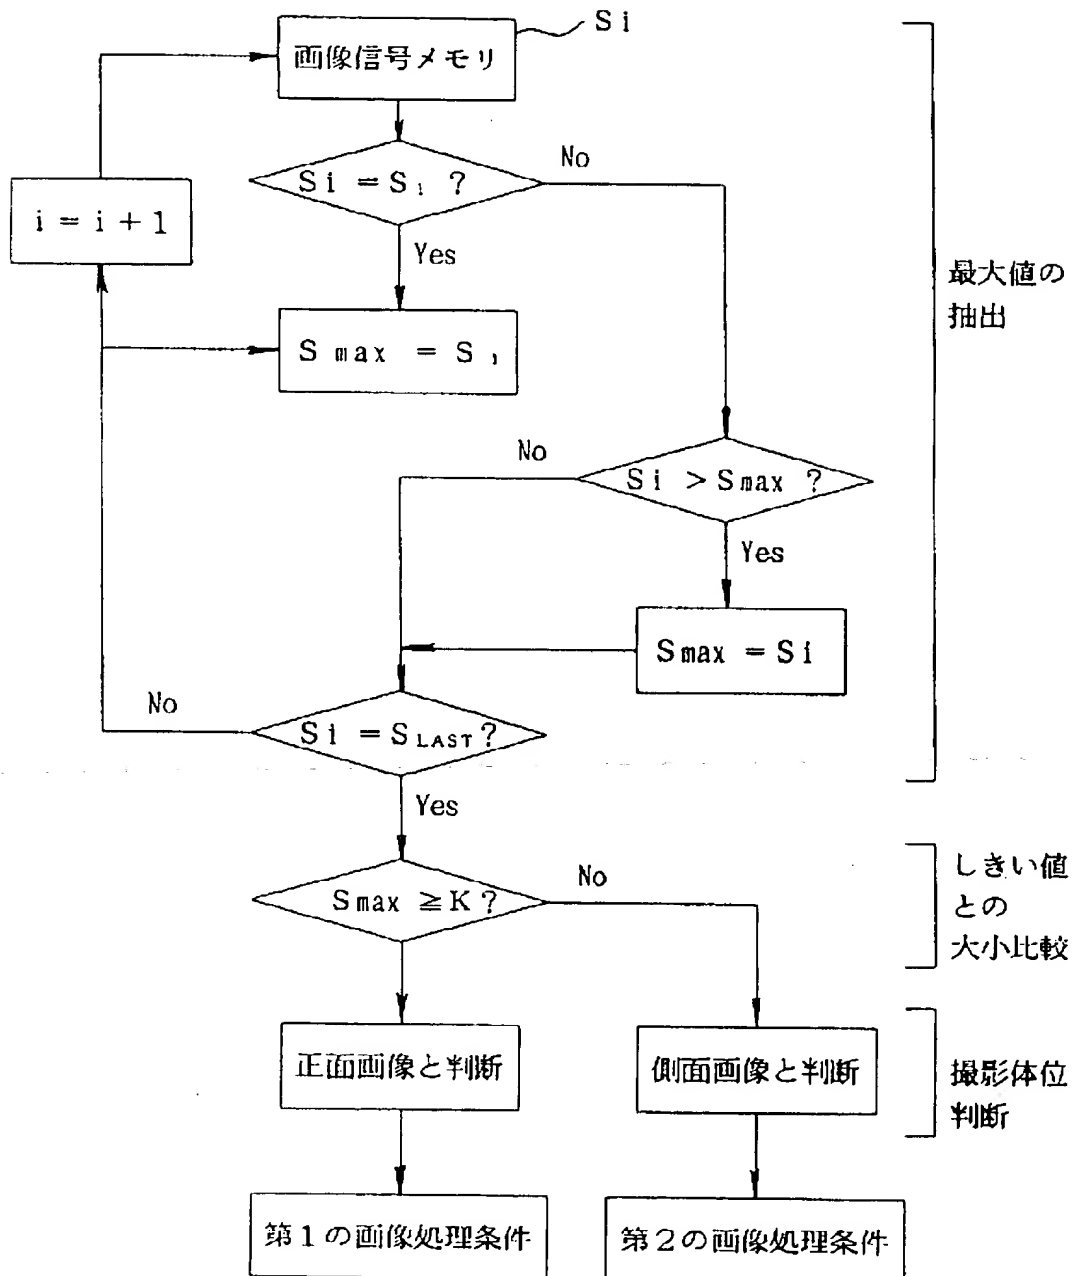 Si
画像信号メモリ
Si = S₁ ?
No
i = i + 1
Yes
最大値の
抽出
S max = S₁
No
Si > Smax ?
Yes
Smax = Si
No
Si = SLAST?
Yes
しきい値
との
大小比較
Smax ≧K?
No
正面画像と判断
側面画像と判断
撮影体位
判断
第1の画像処理条件
第2の画像処理条件